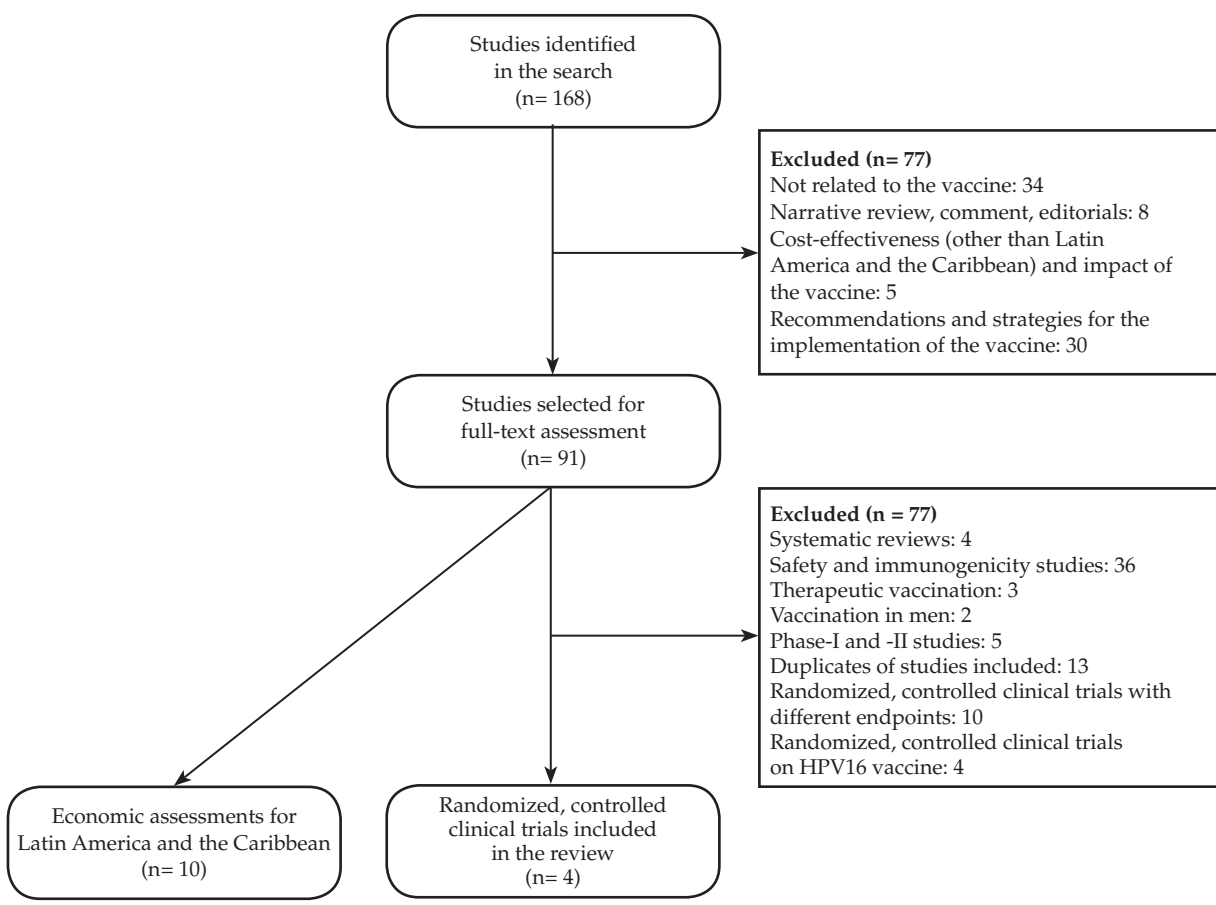 Studies identified
in the search
(n= 168)
Excluded (n= 77)
Not related to the vaccine: 34
Narrative review, comment, editorials: 8
Cost-effectiveness (other than Latin
America and the Caribbean) and impact of
the vaccine: 5
Recommendations and strategies for the
implementation of the vaccine: 30
Studies selected for
full-text assessment
(n= 91)
Excluded (n = 77)
Systematic reviews: 4
Safety and immunogenicity studies: 36
Therapeutic vaccination: 3
Vaccination in men: 2
Phase-I and -II studies: 5
Duplicates of studies included: 13
Randomized, controlled clinical trials with
different endpoints: 10
Randomized, controlled clinical trials
on HPV16 vaccine: 4
Economic assessments for
Latin America and the Caribbean
(n= 10)
Randomized, controlled
clinical trials included
in the review
(n= 4)